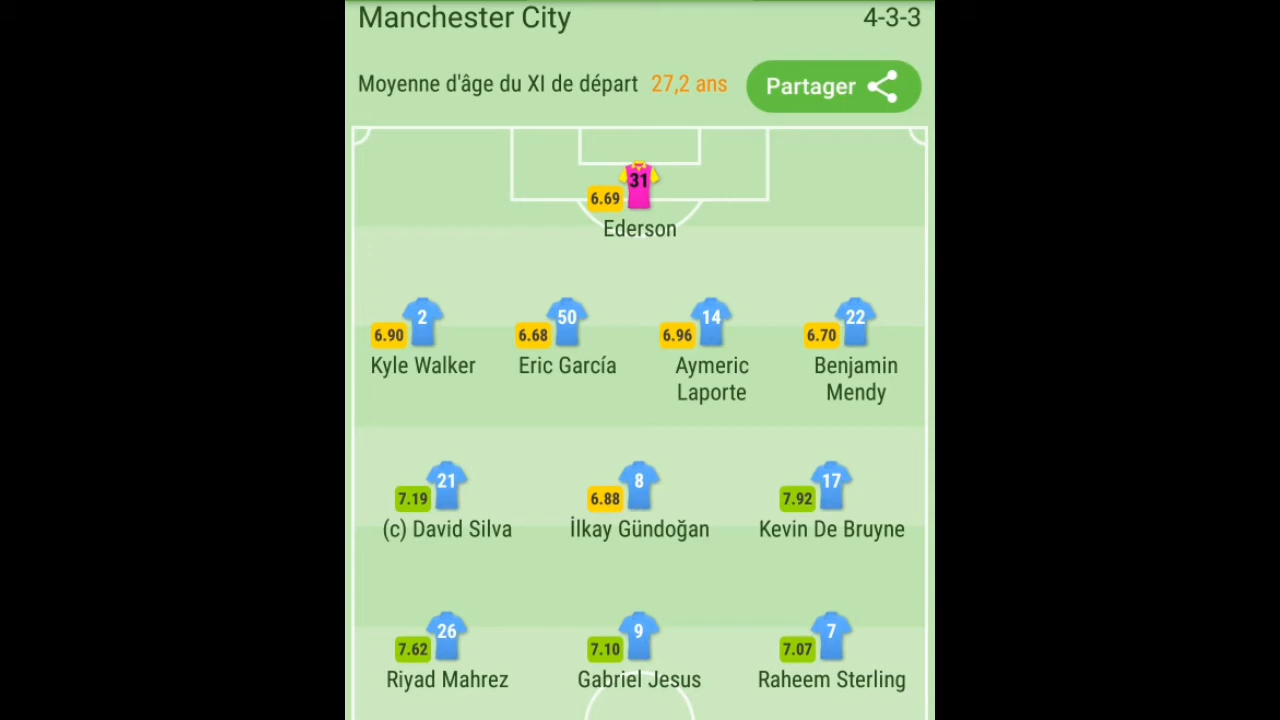 Manchester City 4-3-3
Moyenne d'âge du XI de départ 27,2 ans Partager
31
6.69
Ederson
2 50 14 22
6.90 6.68 6.96 6.70
Kyle Walker Eric García Aymeric Laporte Benjamin Mendy
21 8 17
7.19 6.88 7.92
(c) David Silva İlkay Gündoğan Kevin De Bruyne
26 9 7
7.62 7.10 7.07
Riyad Mahrez Gabriel Jesus Raheem Sterling